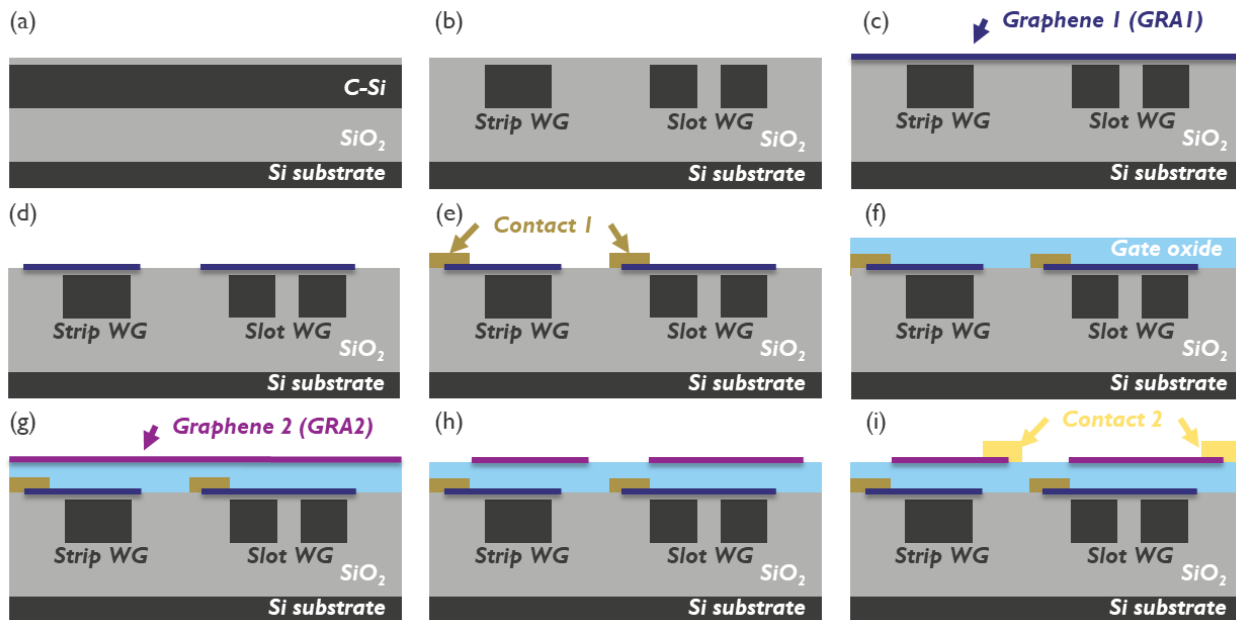 (a)
C-Si
SiO₂
Si substrate
(b)
Strip WG
Slot WG
SiO₂
Si substrate
(c)
Graphene 1 (GRA1)
Strip WG
Slot WG
SiO₂
Si substrate
(d)
Strip WG
Slot WG
SiO₂
Si substrate
(e)
Contact 1
Strip WG
Slot WG
SiO₂
Si substrate
(f)
Gate oxide
Strip WG
Slot WG
SiO₂
Si substrate
(g)
Graphene 2 (GRA2)
Strip WG
Slot WG
SiO₂
Si substrate
(h)
Strip WG
Slot WG
SiO₂
Si substrate
(i)
Contact 2
Strip WG
Slot WG
SiO₂
Si substrate